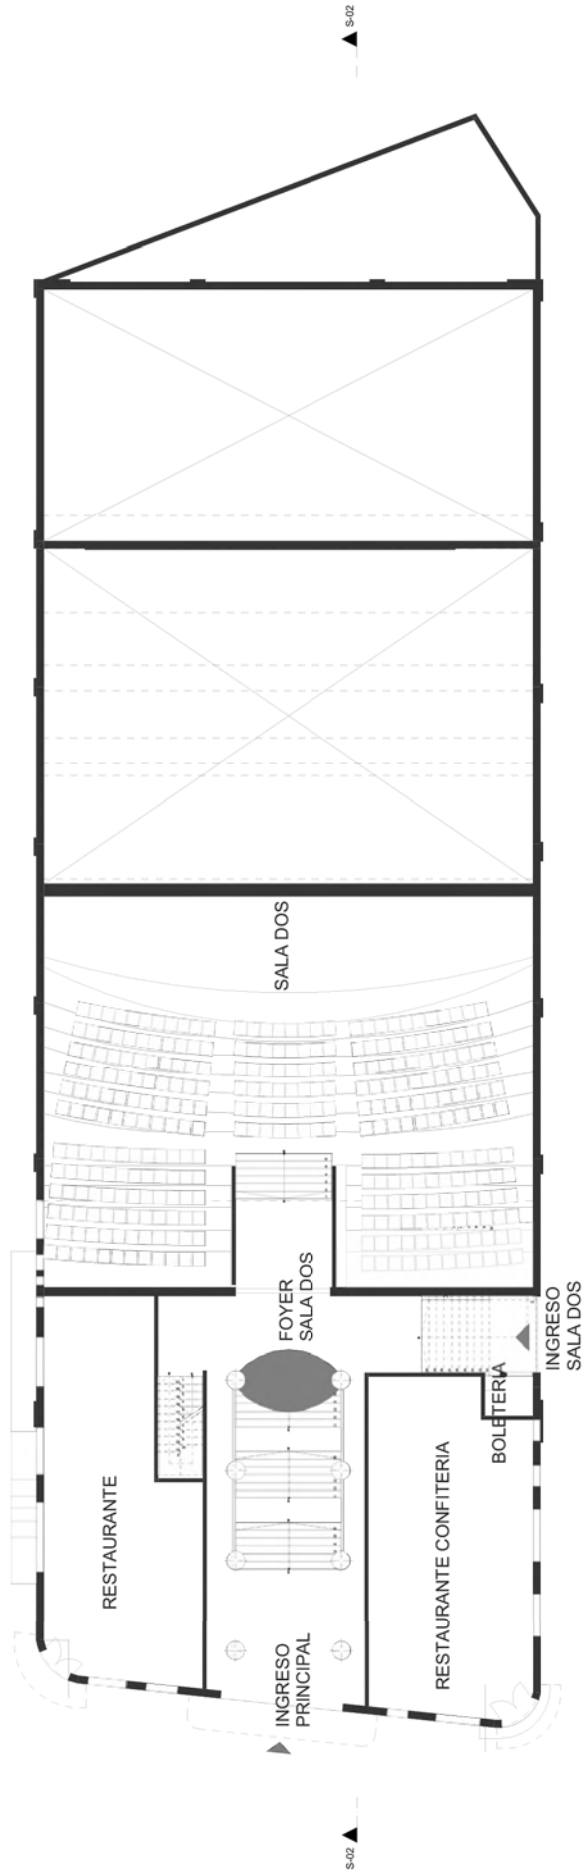 S-02
SALA DOS
FOYER
SALA DOS
INGRESO
SALA DOS
BOLETERIA
RESTAURANTE
RESTAURANTE CONFITERIA
INGRESO
PRINCIPAL
S-02